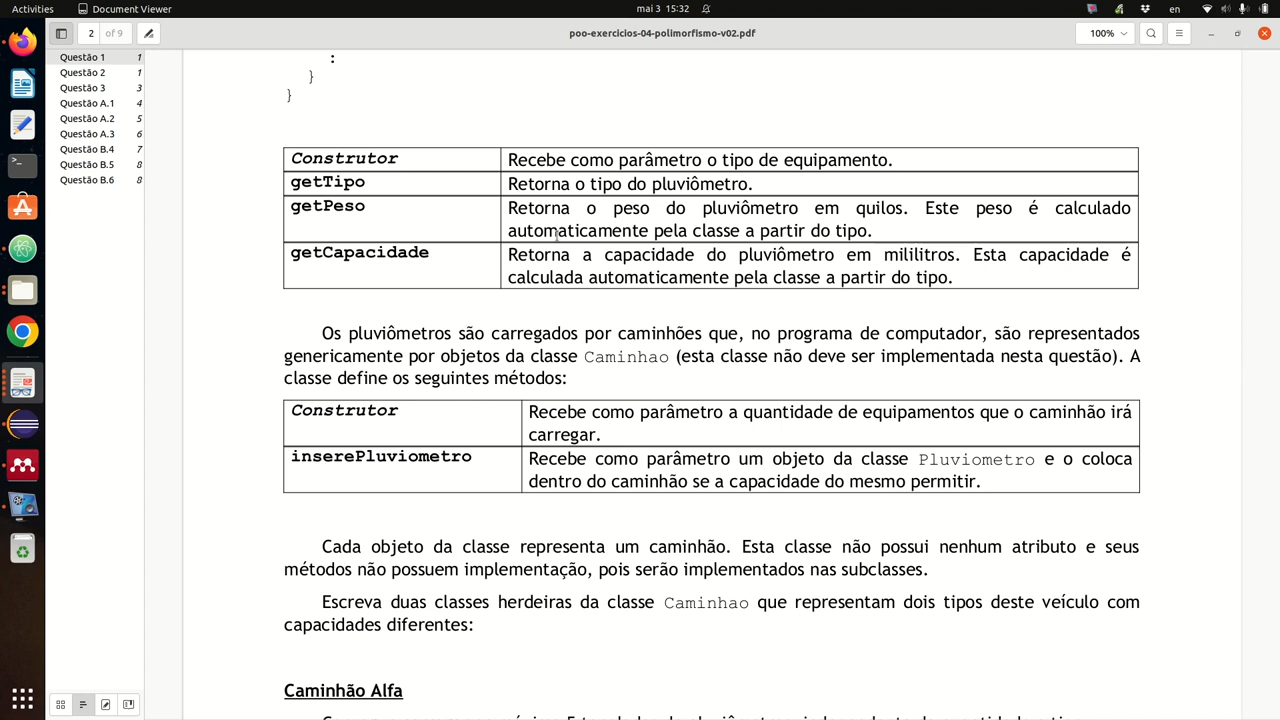 Activities
Document Viewer
mai 3 15:32
en
2
of 9
poo-exercicios-04-polimorfismo-v02.pdf
100%
Questão 1 1
Questão 2 1
Questão 3 3
Questão A.1 4
Questão A.2 5
Questão A.3 6
Questão B.4 7
Questão B.5 8
Questão B.6 8
:
}
}
Construtor Recebe como parâmetro o tipo de equipamento.
getTipo Retorna o tipo do pluviômetro.
getPeso Retorna o peso do pluviômetro em quilos. Este peso é calculado
automaticamente pela classe a partir do tipo.
getCapacidade Retorna a capacidade do pluviômetro em mililitros. Esta capacidade é
calculada automaticamente pela classe a partir do tipo.
Os pluviômetros são carregados por caminhões que, no programa de computador, são representados
genericamente por objetos da classe Caminhao (esta classe não deve ser implementada nesta questão). A
classe define os seguintes métodos:
Construtor Recebe como parâmetro a quantidade de equipamentos que o caminhão irá
carregar.
inserePluviometro Recebe como parâmetro um objeto da classe Pluviometro e o coloca
dentro do caminhão se a capacidade do mesmo permitir.
Cada objeto da classe representa um caminhão. Esta classe não possui nenhum atributo e seus
métodos não possuem implementação, pois serão implementados nas subclasses.
Escreva duas classes herdeiras da classe Caminhao que representam dois tipos deste veículo com
capacidades diferentes:
Caminhão Alfa